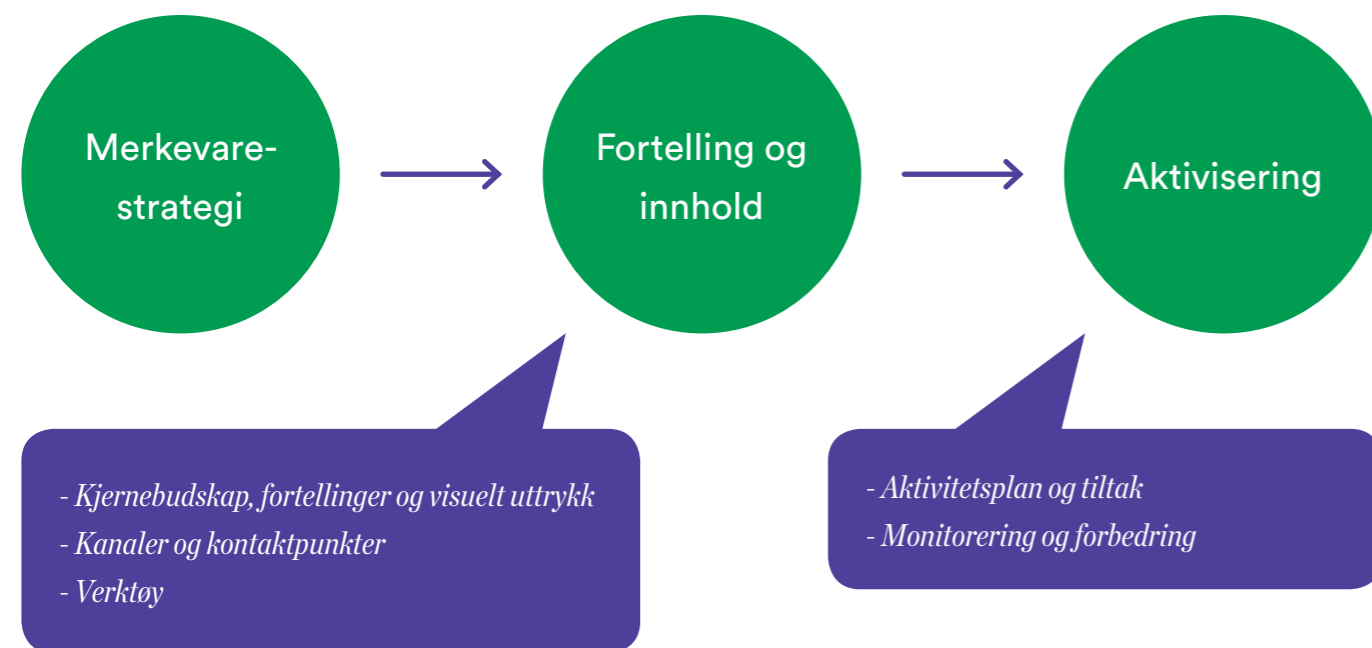 Merkevare-
strategi
Fortelling og
innhold
Aktivisering
- Kjernebudskap, fortellinger og visuelt uttrykk
- Kanaler og kontaktpunkter
- Verktøy
- Aktivitetsplan og tiltak
- Monitorering og forbedring